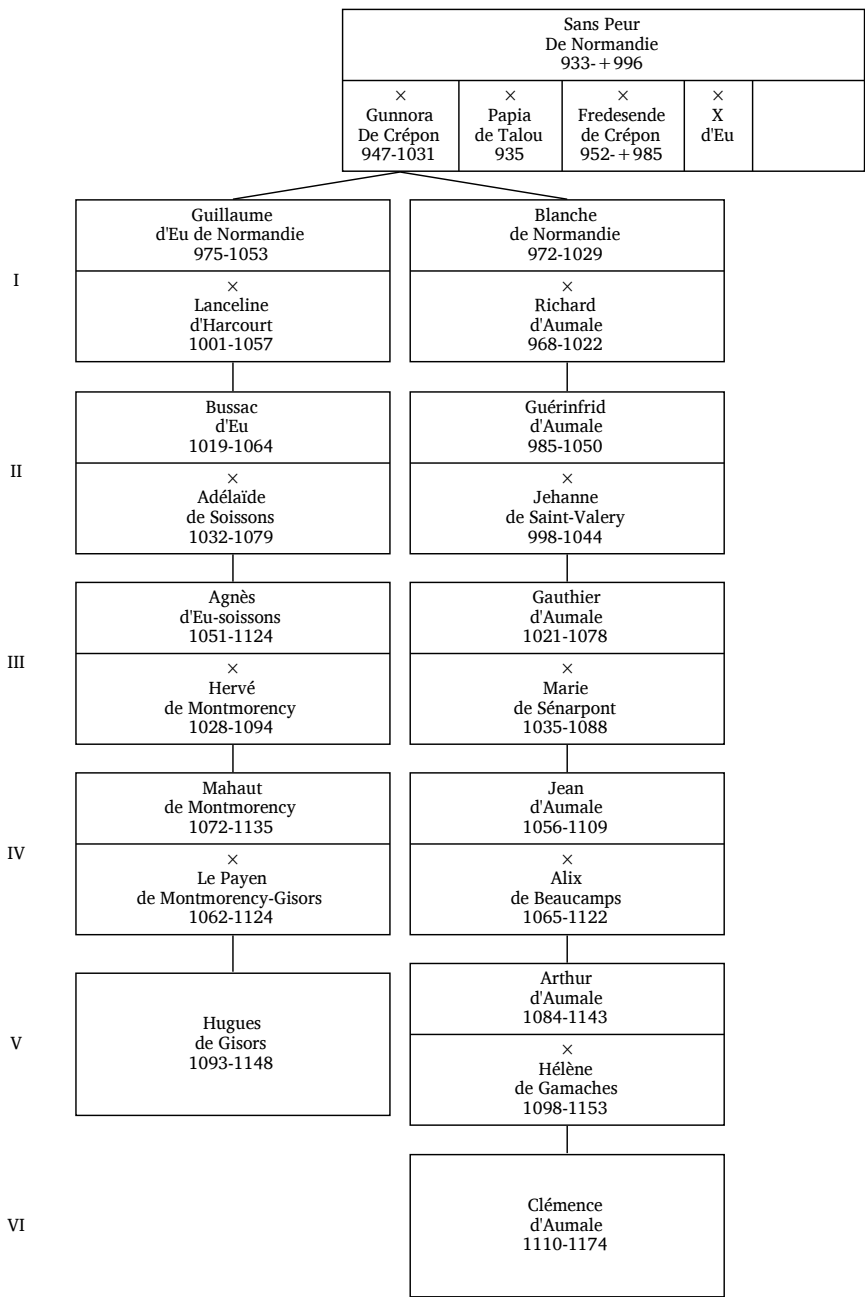 Sans Peur
De Normandie
933-+996
×
Gunnora
De Crépon
947-1031
×
Papia
de Talou
935
×
Fredesende
de Crépon
952-+985
×
X
d'Eu
I
Guillaume
d'Eu de Normandie
975-1053
×
Lanceline
d'Harcourt
1001-1057
Blanche
de Normandie
972-1029
×
Richard
d'Aumale
968-1022
II
Bussac
d'Eu
1019-1064
×
Adélaïde
de Soissons
1032-1079
Guérinfrid
d'Aumale
985-1050
×
Jehanne
de Saint-Valery
998-1044
III
Agnès
d'Eu-soissons
1051-1124
×
Hervé
de Montmorency
1028-1094
Gauthier
d'Aumale
1021-1078
×
Marie
de Sénarpont
1035-1088
IV
Mahaut
de Montmorency
1072-1135
×
Le Payen
de Montmorency-Gisors
1062-1124
Jean
d'Aumale
1056-1109
×
Alix
de Beaucamps
1065-1122
V
Hugues
de Gisors
1093-1148
Arthur
d'Aumale
1084-1143
×
Hélène
de Gamaches
1098-1153
VI
Clémence
d'Aumale
1110-1174